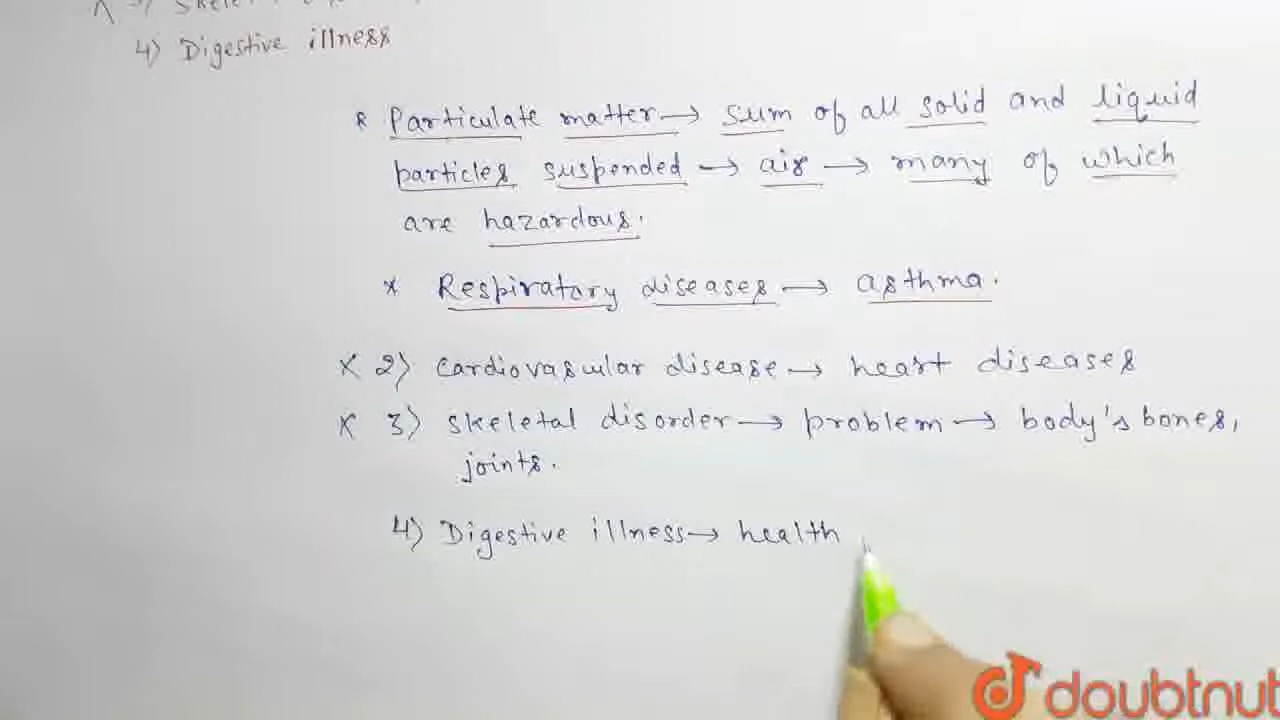 4) Digestive illness
* Particulate matter → sum of all solid and liquid
particles suspended → air → many of which
are hazardous.
* Respiratory diseases → asthma.
x 2) Cardiovascular disease → heart diseases
x 3) Skeletal disorder → problem → body's bones,
joints.
4) Digestive illness → health
doubtnut